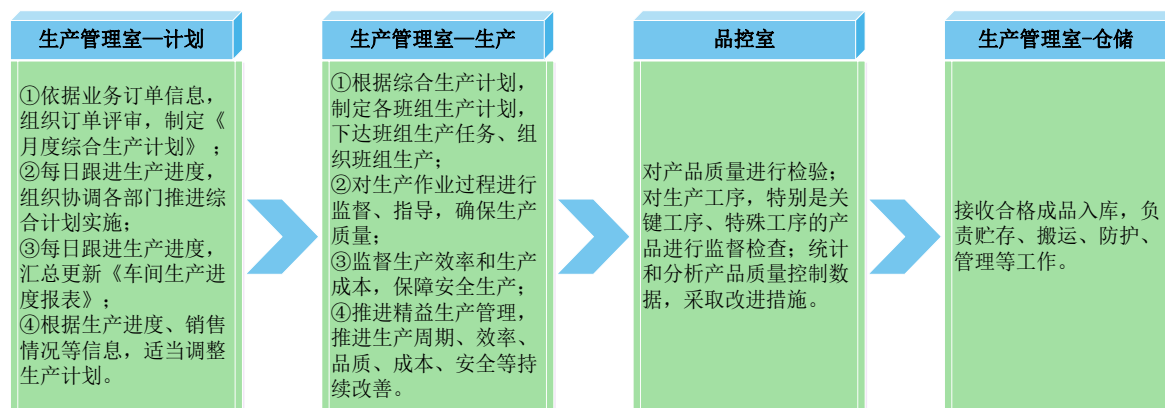 生产管理室—计划
①依据业务订单信息，
组织订单评审，制定《
月度综合生产计划》；
②每日跟进生产进度，
组织协调各部门推进综
合计划实施；
③每日跟进生产进度，
汇总更新《车间生产进
度报表》；
④根据生产进度、销售
情况等信息，适当调整
生产计划。
生产管理室—生产
①根据综合生产计划，
制定各班组生产计划，
下达班组生产任务、组
织班组生产；
②对生产作业过程进行
监督、指导，确保生产
质量；
③监督生产效率和生产
成本，保障安全生产；
④推进精益生产管理，
推进生产周期、效率、
品质、成本、安全等持
续改善。
品控室
对产品质量进行检验；
对生产工序，特别是关
键工序、特殊工序的产
品进行监督检查；统计
和分析产品质量控制数
据，采取改进措施。
生产管理室-仓储
接收合格成品入库，负
责贮存、搬运、防护、
管理等工作。